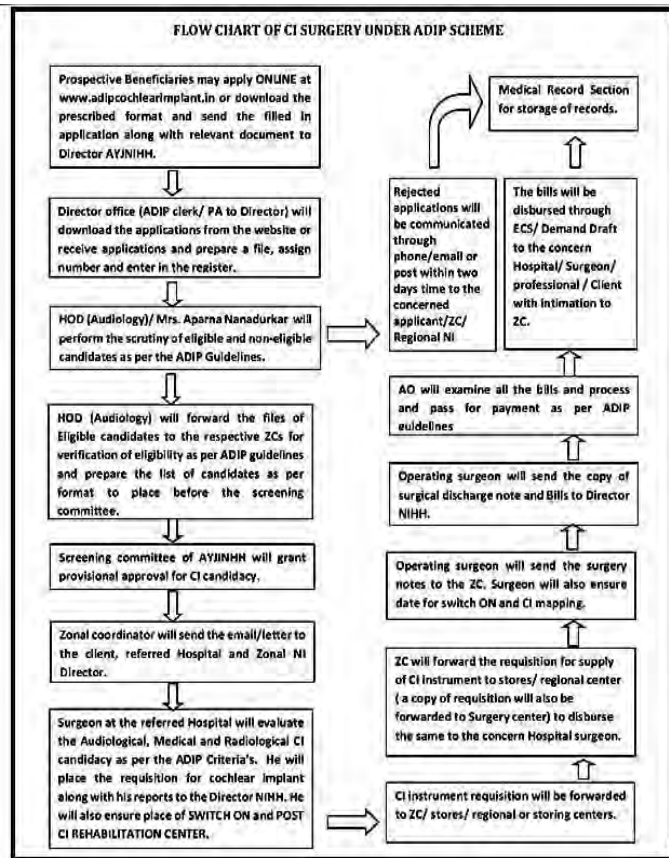 FLOW CHART OF CI SURGERY UNDER ADIP SCHEME
Prospective Beneficiaries may apply ONLINE at
www.adipcochlearimplant.in or download the
prescribed format and send the filled in
application along with relevant document to
Director AYJNIHH.
Director office (ADIP clerk/ PA to Director) will
download the applications from the website or
receive applications and prepare a file, assign
number and enter in the register.
HOD (Audiology)/ Mrs. Aparna Nanadurkar will
perform the scrutiny of eligible and non-eligible
candidates as per the ADIP Guidelines.
HOD (Audiology) will forward the files of
Eligible candidates to the respective ZCs for
verification of eligibility as per ADIP guidelines
and prepare the list of candidates as per
format to place before the screening
committee.
Screening committee of AYJINHH will grant
provisional approval for CI candidacy.
Zonal coordinator will send the email/letter to
the client, referred Hospital and Zonal NI
Director.
Surgeon at the referred Hospital will evaluate
the Audiological, Medical and Radiological CI
candidacy as per the ADIP Criteria's. He will
place the requisition for cochlear implant
along with his reports to the Director NIHH. He
will also ensure place of SWITCH ON and POST
CI REHABILITATION CENTER.
Medical Record Section
for storage of records.
Rejected
applications will
be communicated
through
phone/email or
post within two
days time to the
concerned
applicant/ZC/
Regional NI
The bills will be
disbursed through
ECS/ Demand Draft
to the concern
Hospital/ Surgeon/
professional / Client
with intimation to
ZC.
AO will examine all the bills and process
and pass for payment as per ADIP
guidelines
Operating surgeon will send the copy of
surgical discharge note and Bills to Director
NIHH.
Operating surgeon will send the surgery
notes to the ZC. Surgeon will also ensure
date for switch ON and CI mapping.
ZC will forward the requisition for supply
of CI instrument to stores/ regional center
( a copy of requisition will also be
forwarded to Surgery center) to disburse
the same to the concern Hospital surgeon.
CI instrument requisition will be forwarded
to ZC/ stores/ regional or storing centers.